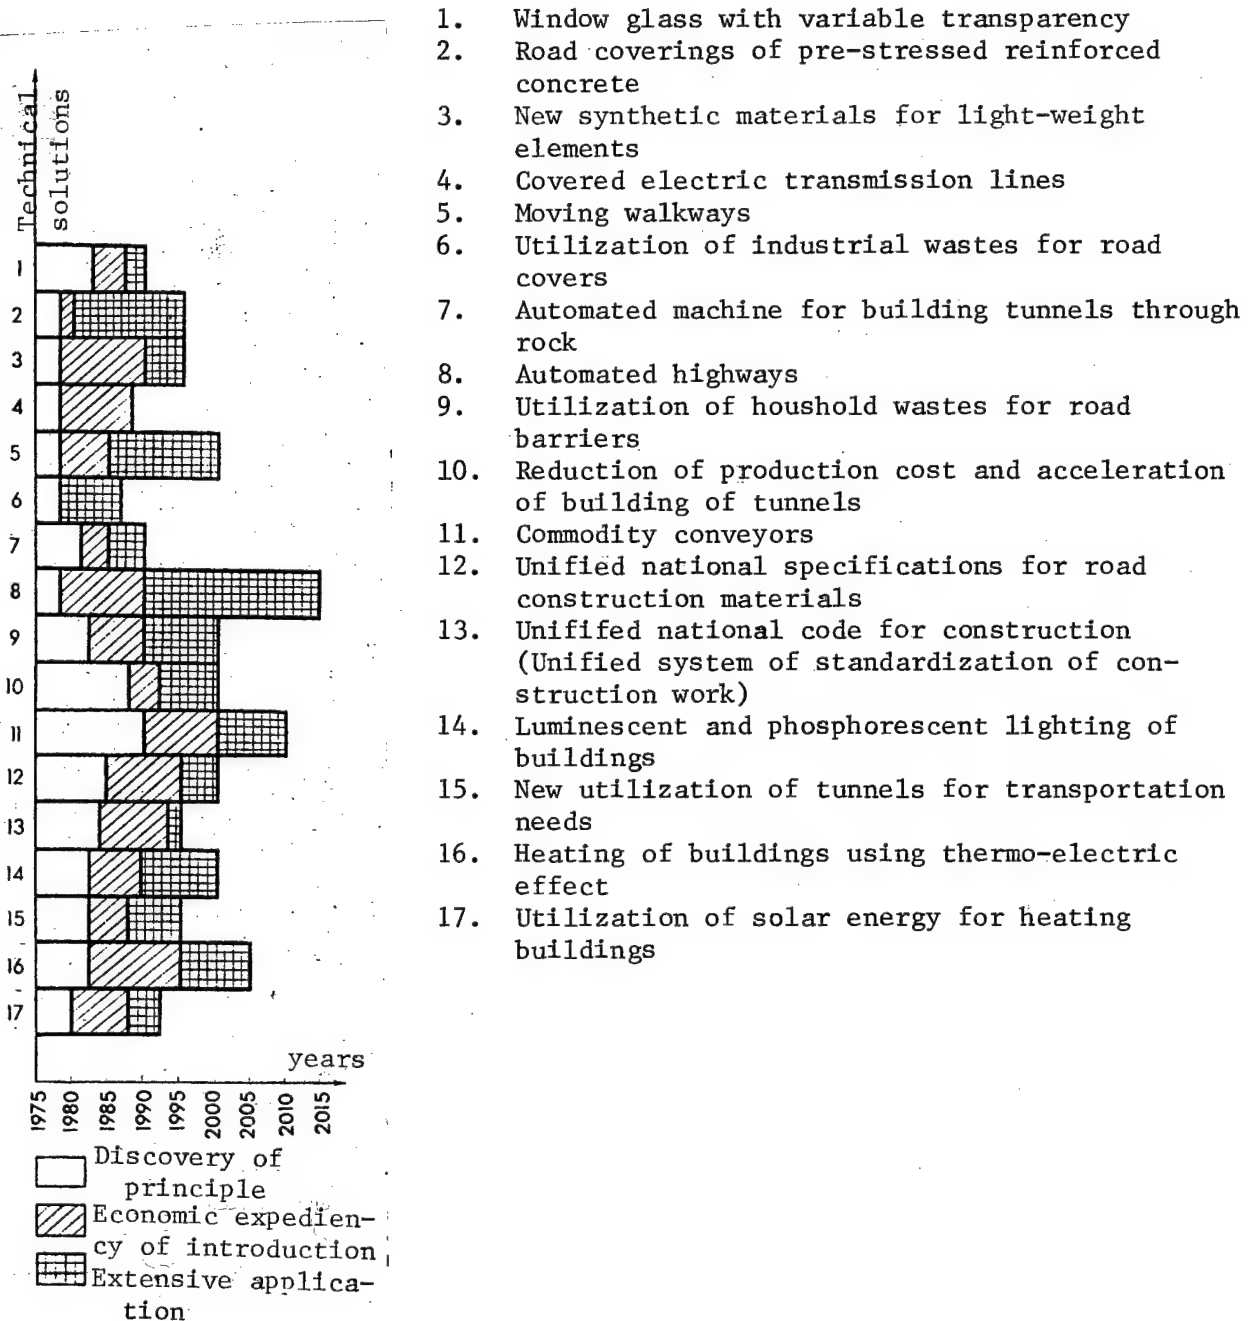 Technical
solutions
1
2
3
4
5
6
7
8
9
10
11
12
13
14
15
16
17
years
1975
1980
1985
1990
1995
2000
2005
2010
2015
Discovery of
principle
Economic expedien-
cy of introduction
Extensive applica-
tion
1. Window glass with variable transparency
2. Road coverings of pre-stressed reinforced
concrete
3. New synthetic materials for light-weight
elements
4. Covered electric transmission lines
5. Moving walkways
6. Utilization of industrial wastes for road
covers
7. Automated machine for building tunnels through
rock
8. Automated highways
9. Utilization of houshold wastes for road
barriers
10. Reduction of production cost and acceleration
of building of tunnels
11. Commodity conveyors
12. Unified national specifications for road
construction materials
13. Unififed national code for construction
(Unified system of standardization of con-
struction work)
14. Luminescent and phosphorescent lighting of
buildings
15. New utilization of tunnels for transportation
needs
16. Heating of buildings using thermo-electric
effect
17. Utilization of solar energy for heating
buildings